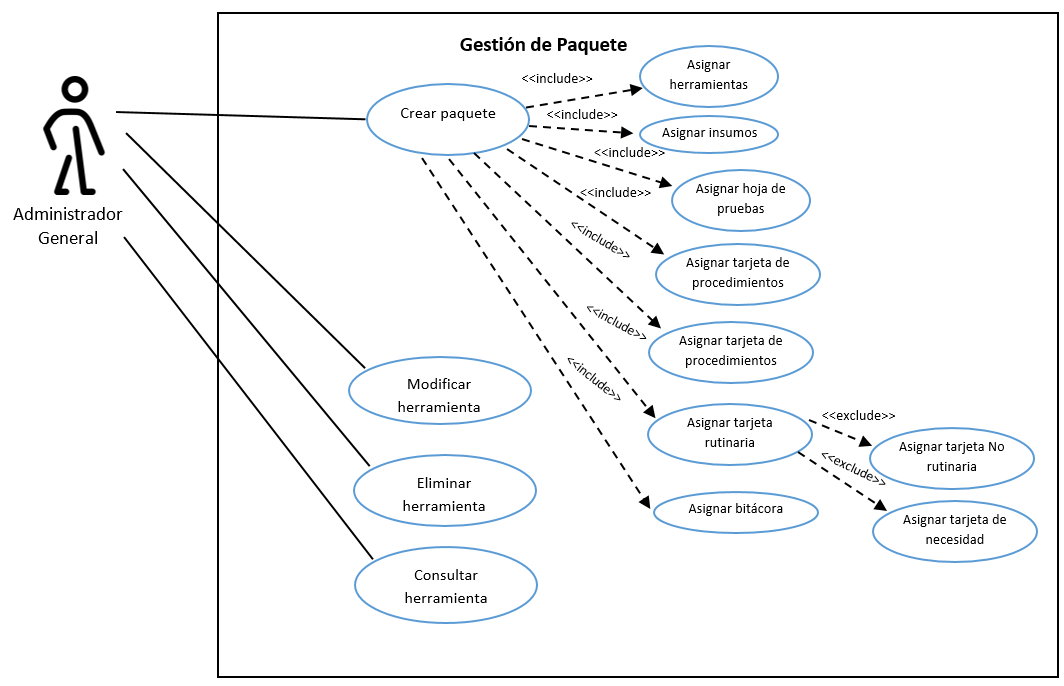 Gestión de Paquete
Administrador
General
Crear paquete
Modificar
herramienta
Eliminar
herramienta
Consultar
herramienta
<<include>>
<<include>>
<<include>>
<<include>>
<<include>>
<<include>>
<<include>>
Asignar
herramientas
Asignar insumos
Asignar hoja de
pruebas
Asignar tarjeta de
procedimientos
Asignar tarjeta de
procedimientos
Asignar tarjeta
rutinaria
Asignar bitácora
<<exclude>>
<<exclude>>
Asignar tarjeta No
rutinaria
Asignar tarjeta de
necesidad